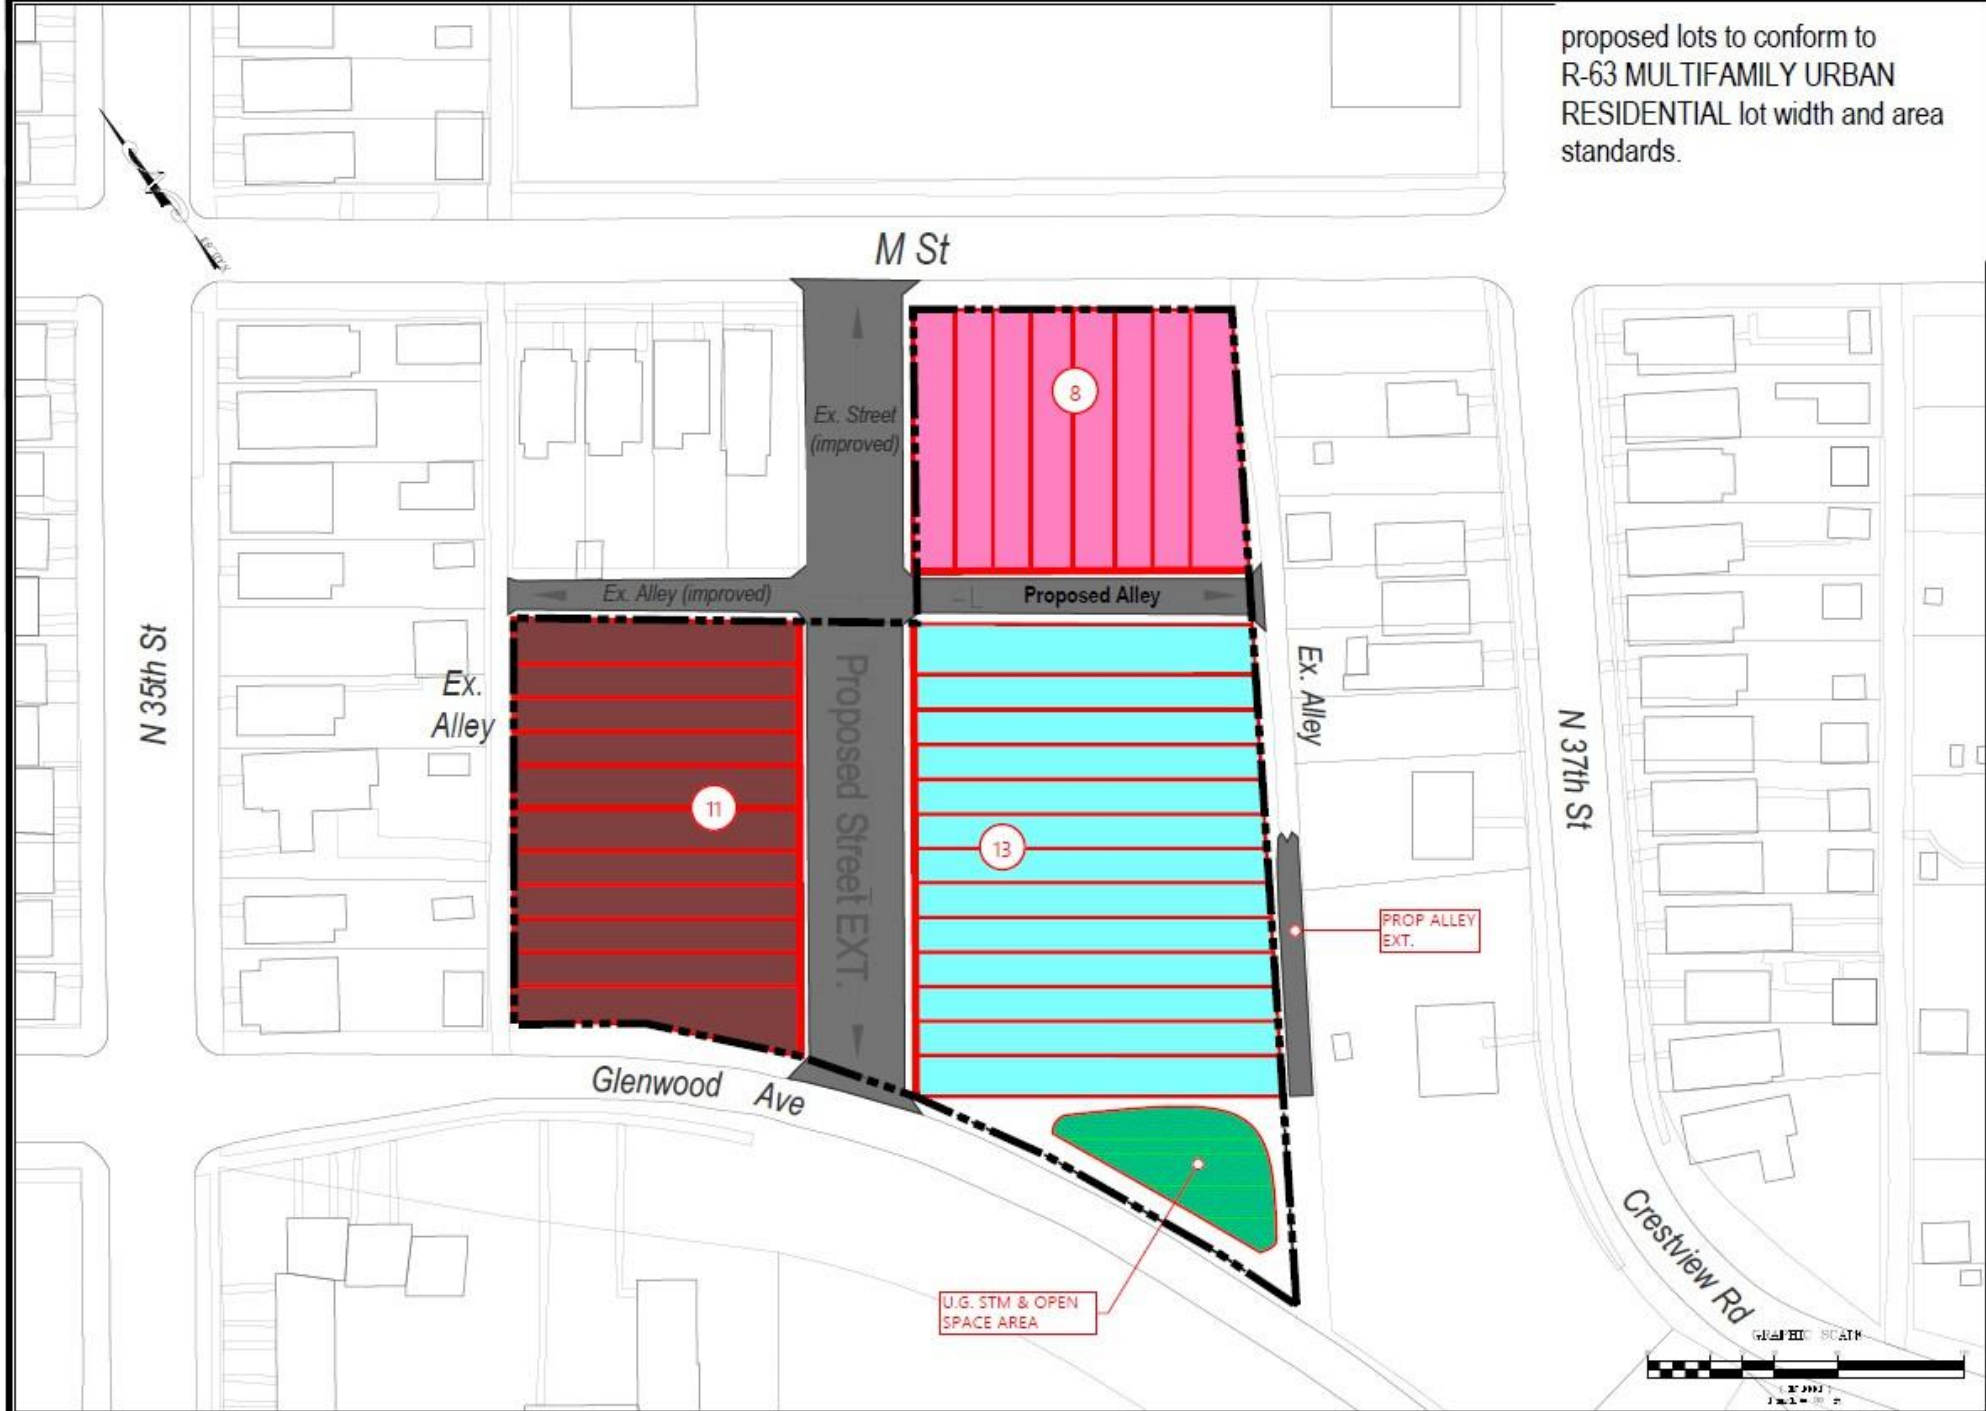 proposed lots to conform to
R-63 MULTIFAMILY URBAN
RESIDENTIAL lot width and area
standards.
M St
8
Ex. Street
(improved)
Ex. Alley (improved)
Proposed Alley
N 35th St
Ex.
Alley
Proposed Street EXT.
Ex. Alley
N 37th St
11
13
PROP ALLEY
EXT.
Glenwood Ave
U.G. STM & OPEN
SPACE AREA
Crestview Rd
GRAPHIC SCALE